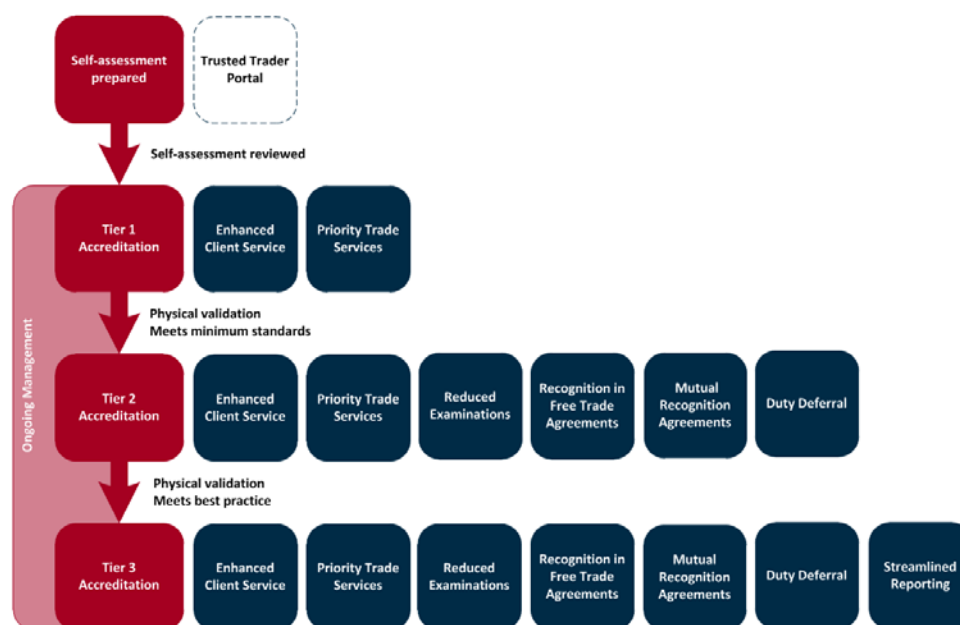 Self-assessment
prepared
Trusted Trader
Portal
Self-assessment reviewed
Tier 1
Accreditation
Enhanced
Client Service
Priority Trade
Services
Physical validation
Meets minimum standards
Ongoing Management
Tier 2
Accreditation
Enhanced
Client Service
Priority Trade
Services
Reduced
Examinations
Recognition in
Free Trade
Agreements
Mutual
Recognition
Agreements
Duty Deferral
Physical validation
Meets best practice
Tier 3
Accreditation
Enhanced
Client Service
Priority Trade
Services
Reduced
Examinations
Recognition in
Free Trade
Agreements
Mutual
Recognition
Agreements
Duty Deferral
Streamlined
Reporting